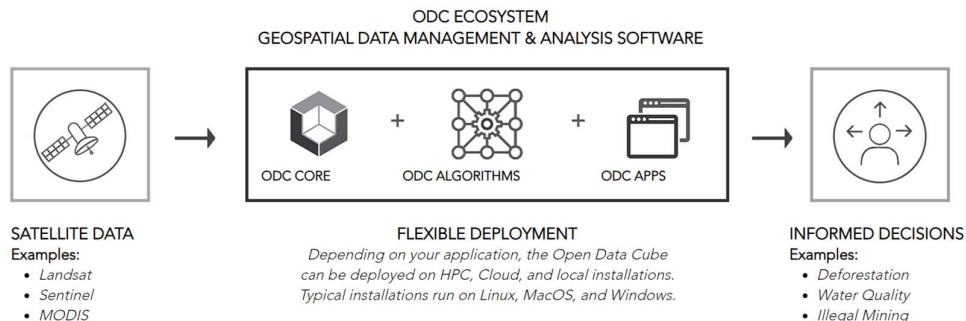 ODC ECOSYSTEM
GEOSPATIAL DATA MANAGEMENT & ANALYSIS SOFTWARE
ODC CORE
+
ODC ALGORITHMS
+
ODC APPS
SATELLITE DATA
Examples:
• Landsat
• Sentinel
• MODIS
FLEXIBLE DEPLOYMENT
Depending on your application, the Open Data Cube
can be deployed on HPC, Cloud, and local installations.
Typical installations run on Linux, MacOS, and Windows.
INFORMED DECISIONS
Examples:
• Deforestation
• Water Quality
• Illegal Mining